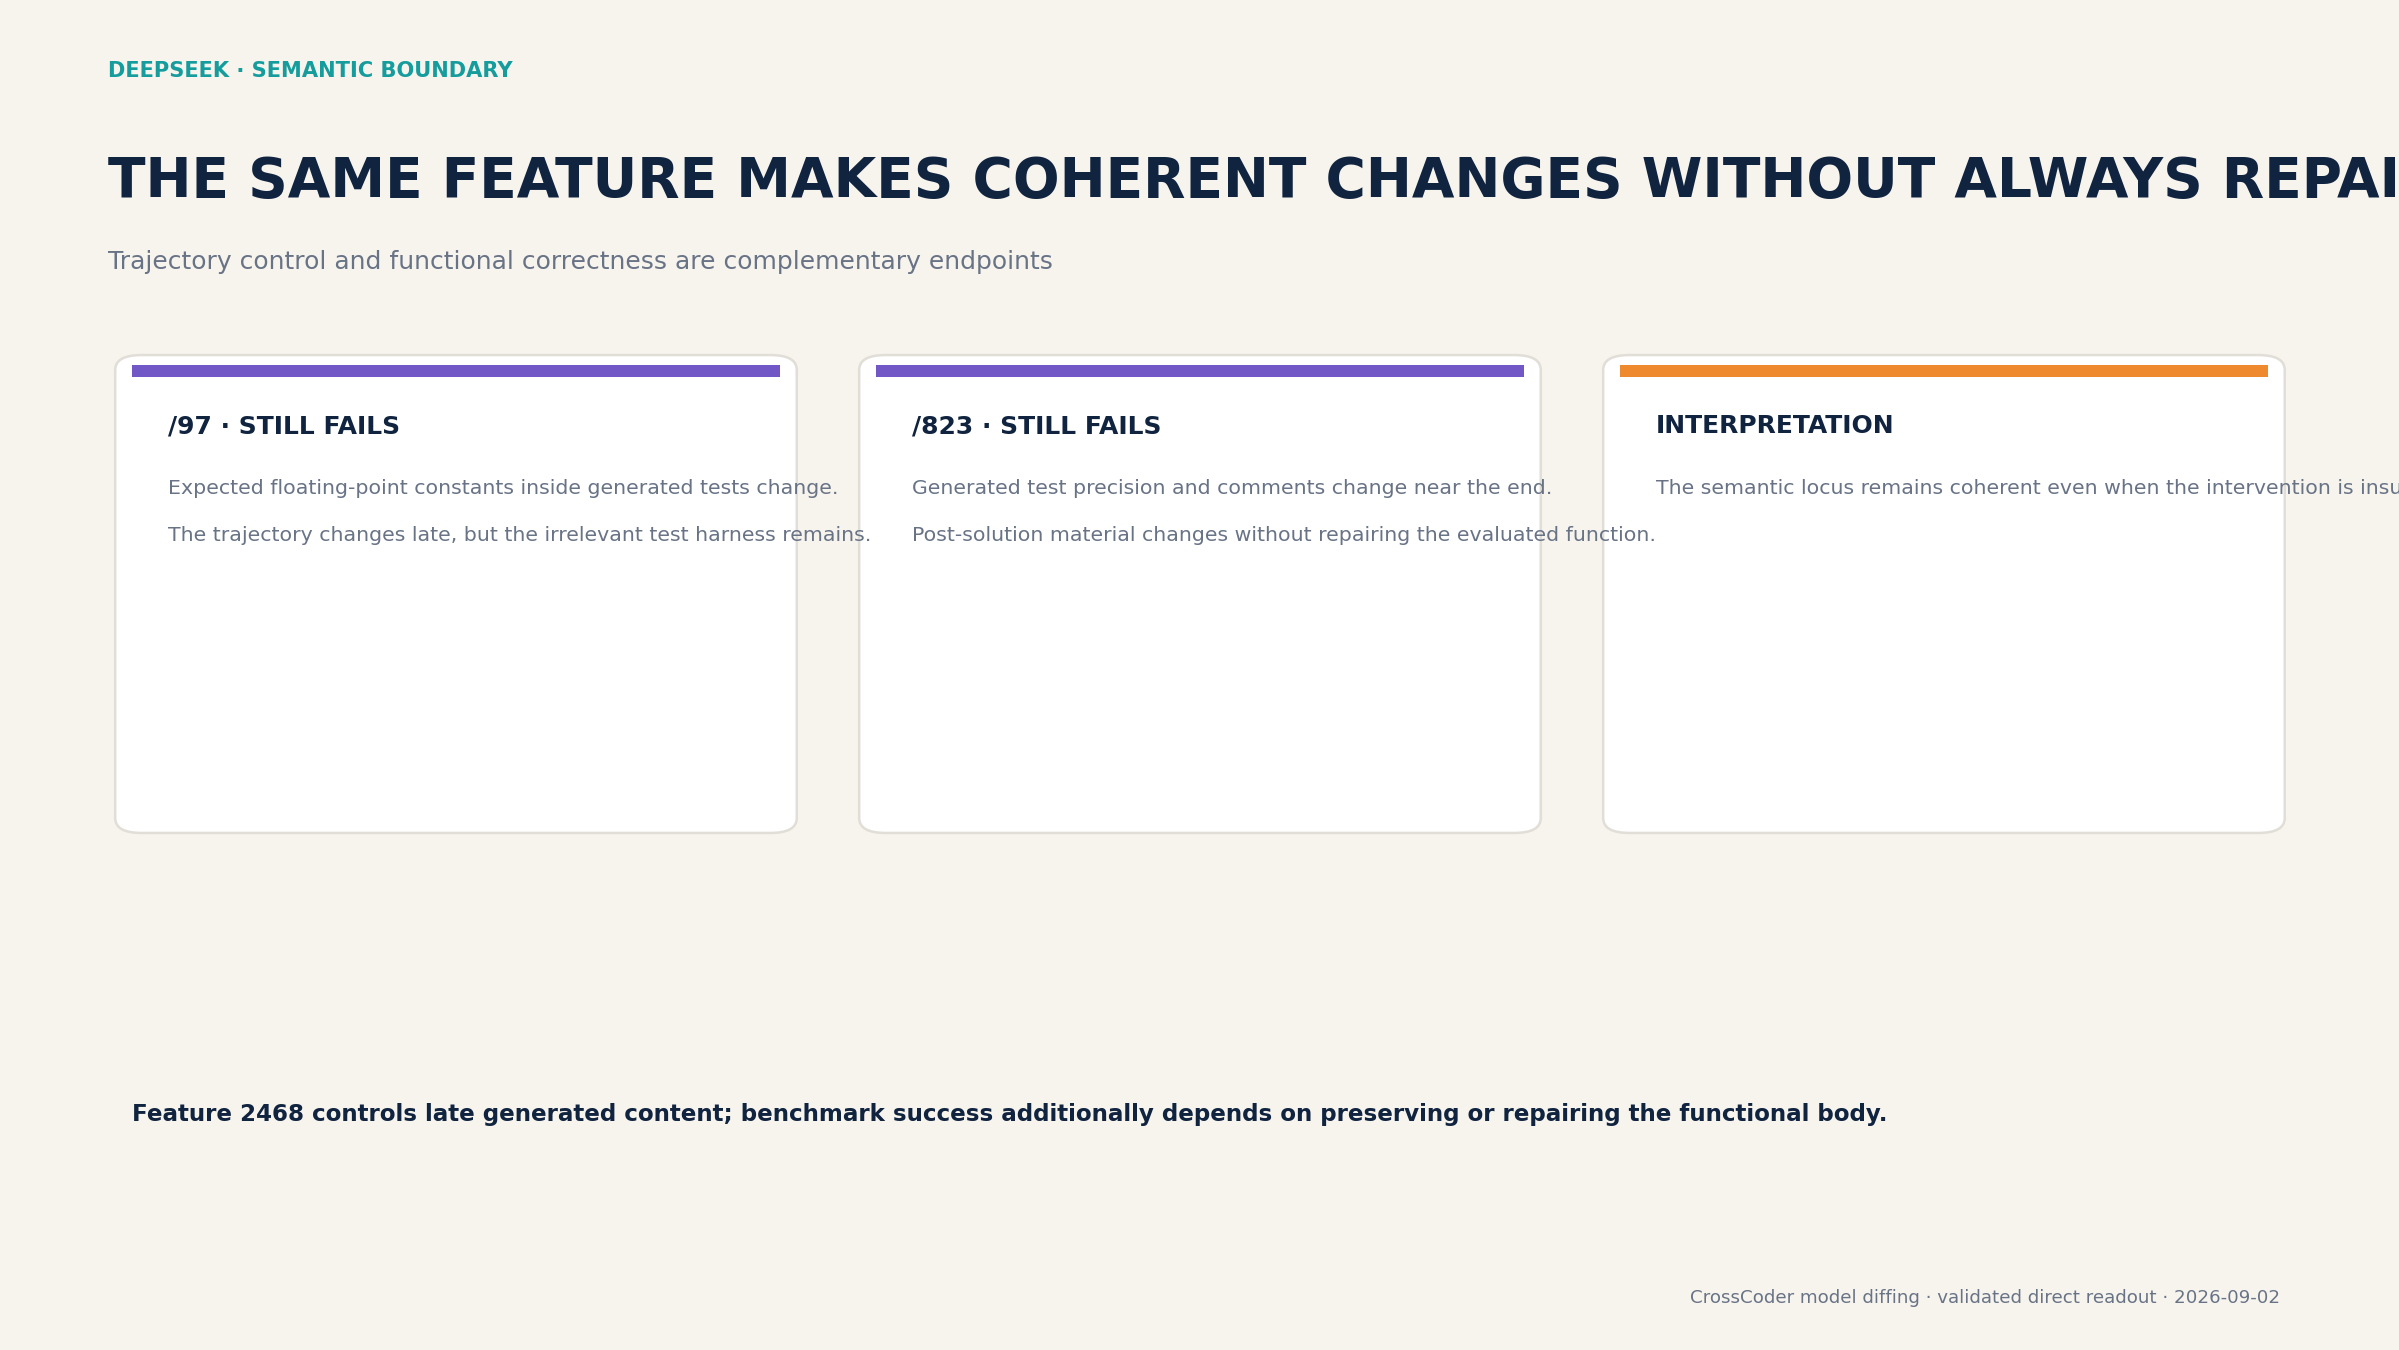 DEEPSEEK · SEMANTIC BOUNDARY
THE SAME FEATURE MAKES COHERENT CHANGES WITHOUT ALWAYS
Trajectory control and functional correctness are complementary endpoints
/97 · STILL FAILS
Expected floating-point constants inside generated tests change.
The trajectory changes late, but the irrelevant test harness remains.
/823 · STILL FAILS
Generated test precision and comments change near the end.
Post-solution material changes without repairing the evaluated function.
INTERPRETATION
The semantic locus remains coherent even when the intervention is
Feature 2468 controls late generated content; benchmark success additionally depends on preserving or repairing the functional body.
CrossCoder model diffing · validated direct readout · 2026-09-02